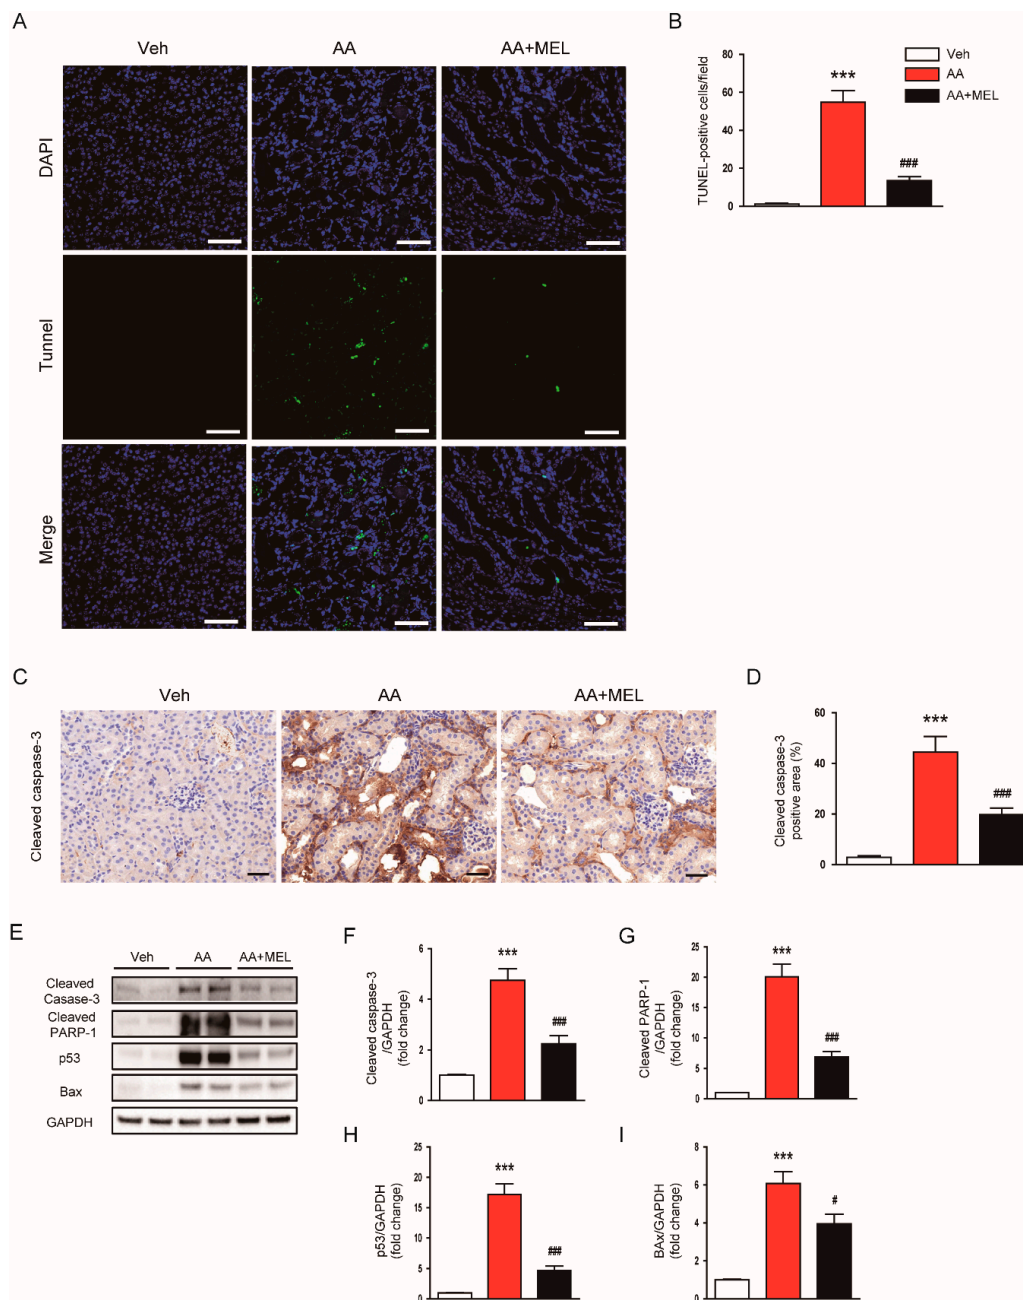 A
Veh
AA
AA+MEL
DAPI
Tunnel
Merge
B
TUNEL-positive cells/field
80
60
40
20
0
***
###
Veh
AA
AA+MEL
C
Veh
AA
AA+MEL
Cleaved caspase-3
D
Cleaved caspase-3
positive area (%)
60
40
20
0
***
###
E
Veh
AA
AA+MEL
Cleaved
Casase-3
Cleaved
PARP-1
p53
Bax
GAPDH
F
Cleaved caspase-3
/GAPDH
(fold change)
6
4
2
0
***
###
G
Cleaved PARP-1
/GAPDH
(fold change)
25
20
15
10
5
0
***
###
H
p53/GAPDH
(fold change)
25
20
15
10
5
0
***
###
I
BAx/GAPDH
(fold change)
8
6
4
2
0
***
#